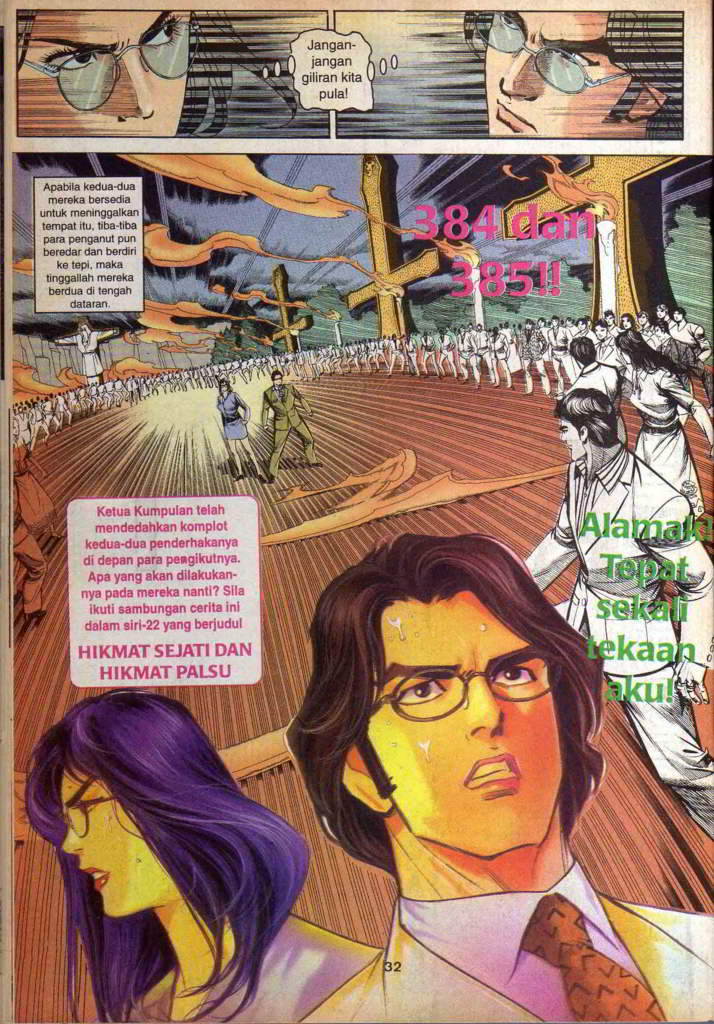 Jangan-
jangan
giliran kita
pula!
Apabila kedua-dua
mereka bersedia
untuk meninggalkan
tempat itu, tiba-tiba
para penganut pun
beredar dan berdiri
ke tepi, maka
tinggallah mereka
berdua di tengah
dataran.
384 dan
385!!
Ketua Kumpulan telah
mendedahkan komplot
kedua-dua penderhakanya
di depan para pengikutnya.
Apa yang akan dilakukan-
nya pada mereka nanti? Sila
ikuti sambungan cerita ini
dalam siri-22 yang berjudul
HIKMAT SEJATI DAN
HIKMAT PALSU
Alamak!
Tepat
sekali
tekaan
aku!
32